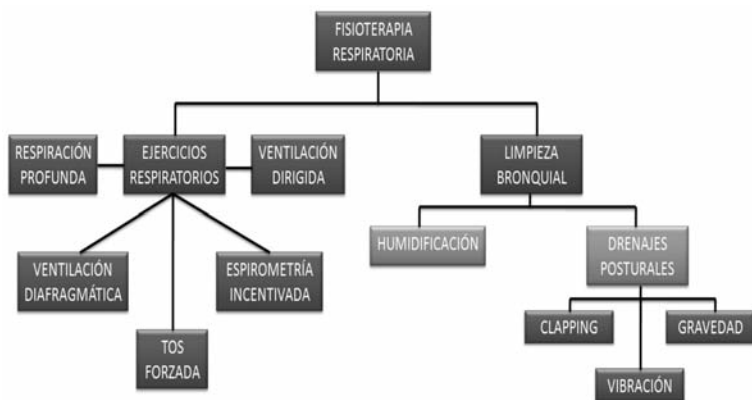 FISIOTERAPIA
RESPIRATORIA
RESPIRACIÓN
PROFUNDA
EJERCICIOS
RESPIRATORIOS
VENTILACIÓN
DIRIGIDA
LIMPIEZA
BRONQUIAL
HUMIDIFICACIÓN
DRENAJES
POSTURALES
VENTILACIÓN
DIAFRAGMÁTICA
ESPIROMETRÍA
INCENTIVADA
TOS
FORZADA
CLAPPING
GRAVEDAD
VIBRACIÓN